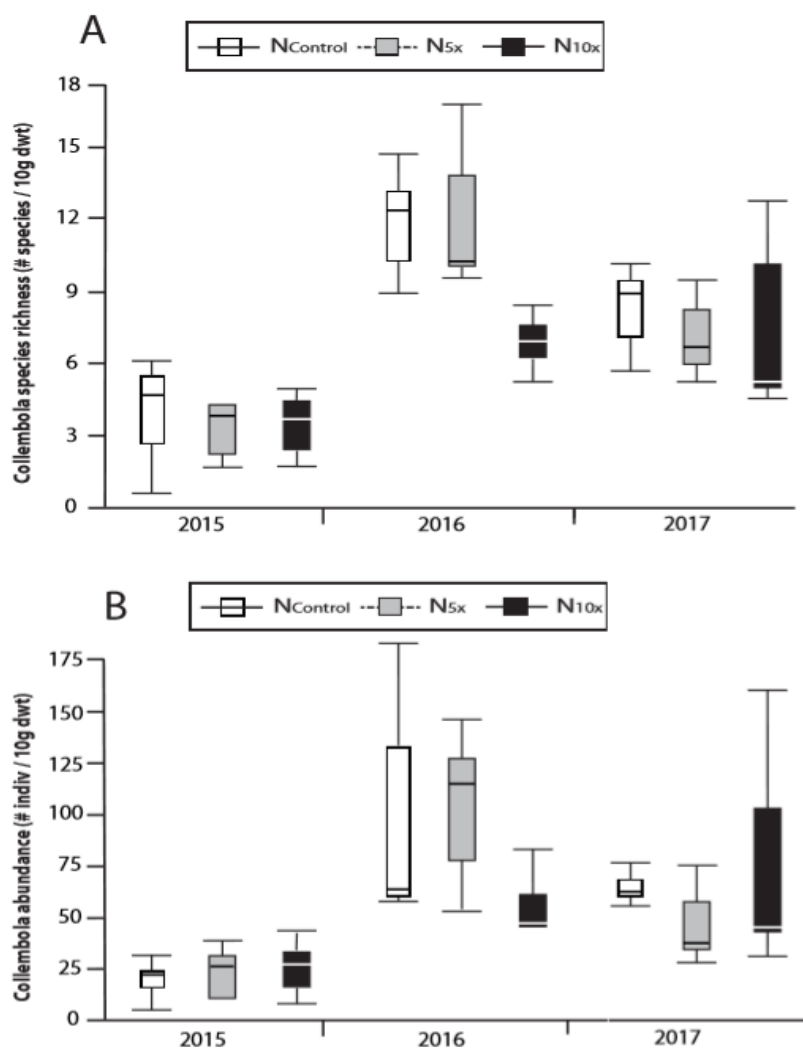 A
NControl N5x N10x
Collembola species richness (# species / 10g dwt)
18
15
12
9
6
3
0
2015 2016 2017
B
NControl N5x N10x
Collembola abundance (# indiv / 10g dwt)
175
150
125
100
75
50
25
0
2015 2016 2017